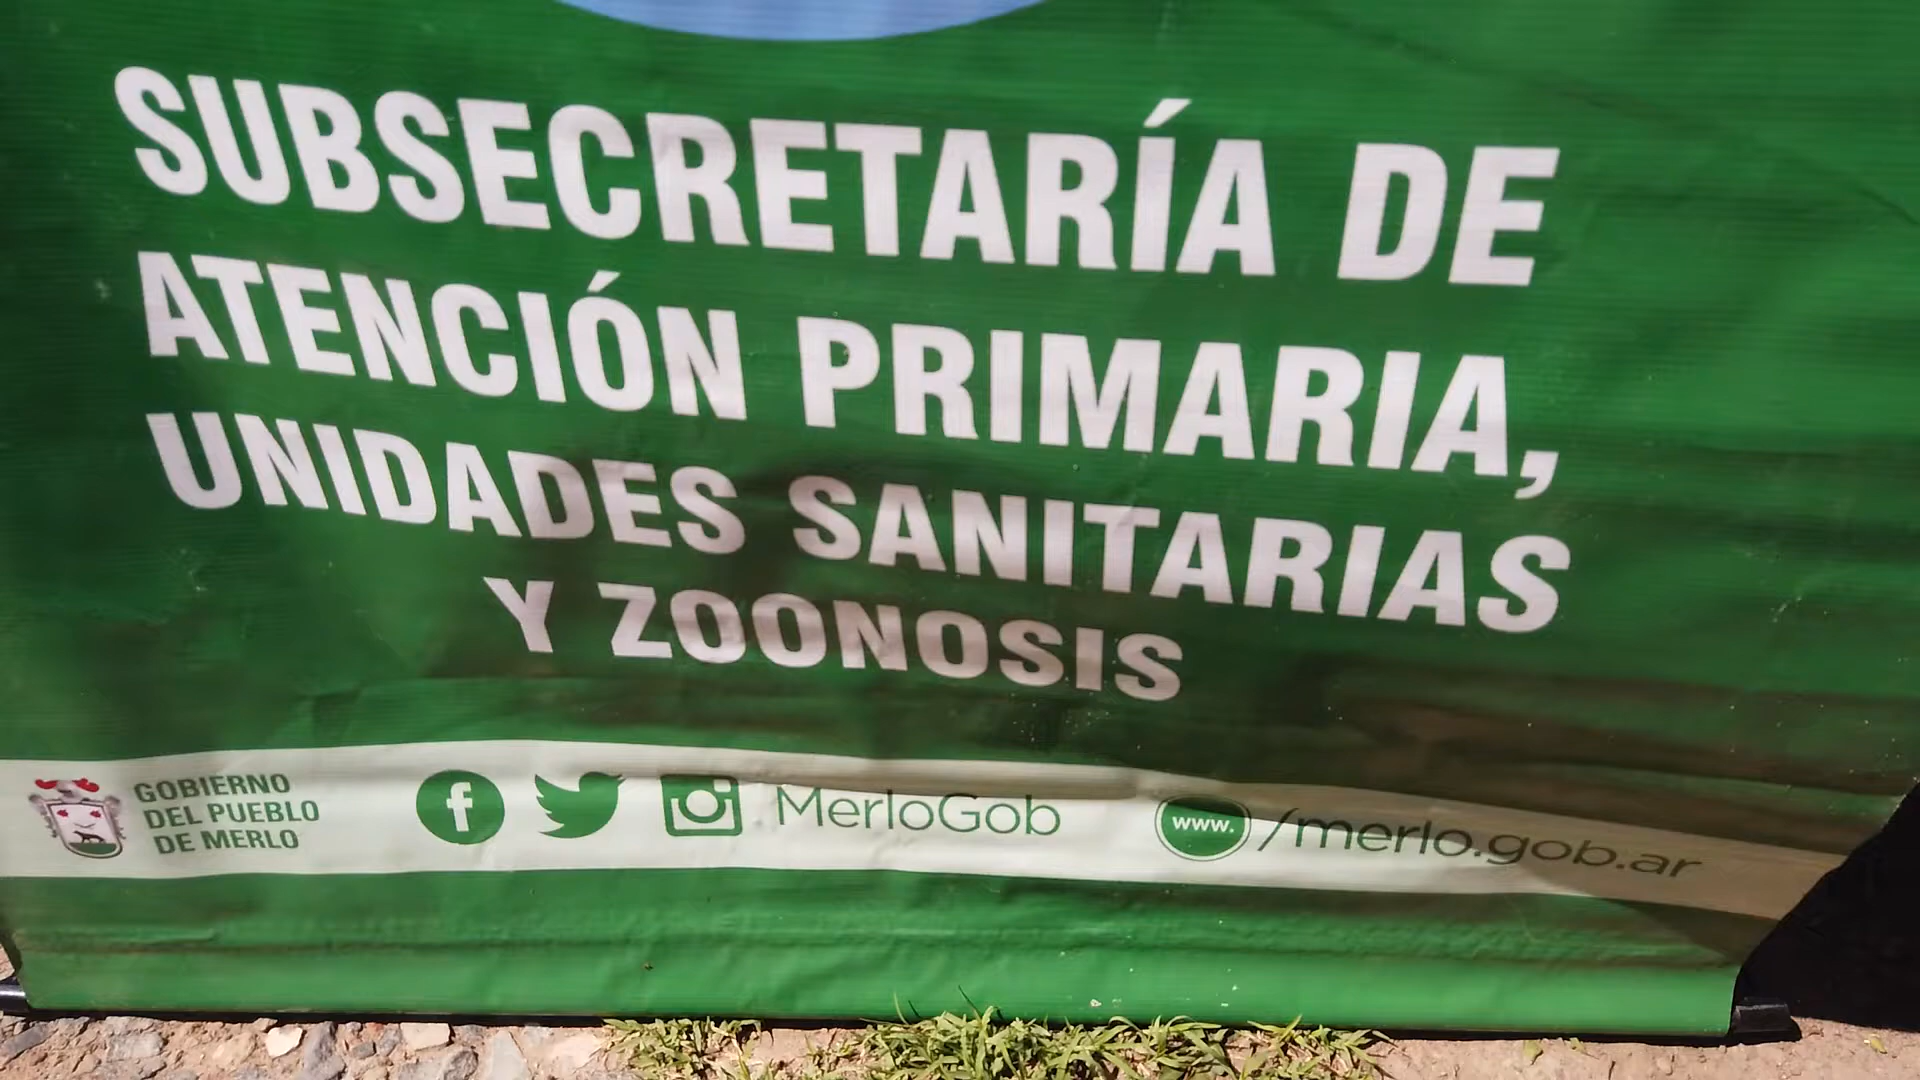 SUBSECRETARÍA DE
ATENCIÓN PRIMARIA,
UNIDADES SANITARIAS
Y ZOONOSIS
GOBIERNO
DEL PUEBLO
DE MERLO
f MerloGob www. /merlo.gob.ar